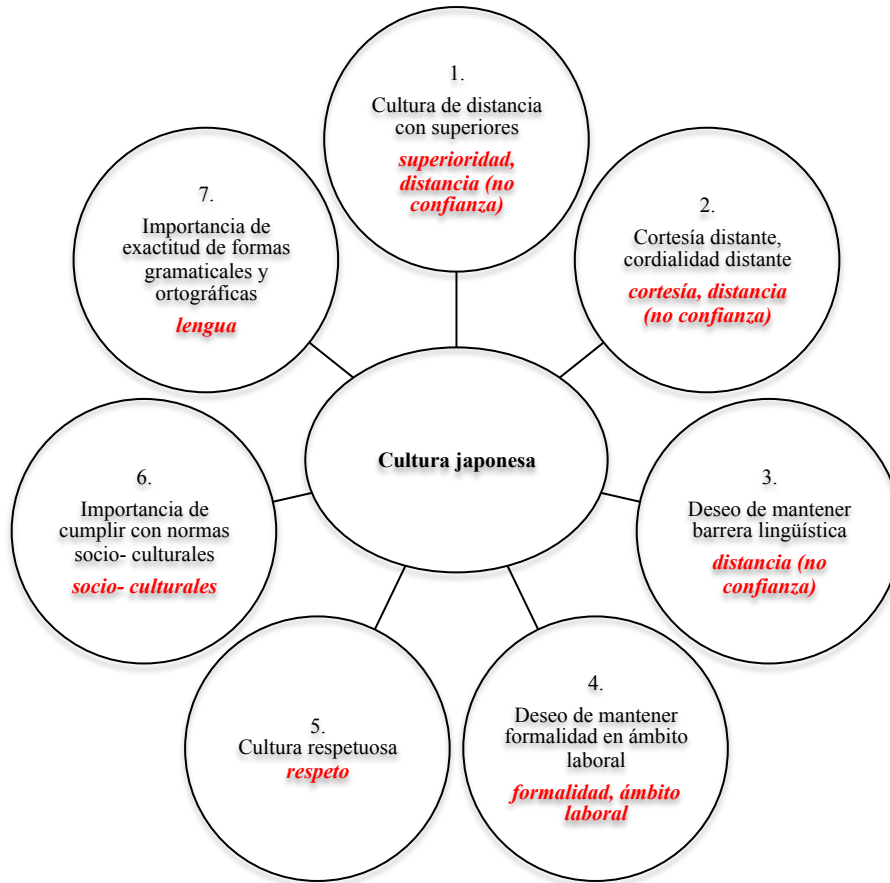 1.
Cultura de distancia
con superiores
superioridad,
distancia (no
confianza)
2.
Cortesía distante,
cordialidad distante
cortesía, distancia
(no confianza)
3.
Deseo de mantener
barrera lingüística
distancia (no
confianza)
4.
Deseo de mantener
formalidad en ámbito
laboral
formalidad, ámbito
laboral
5.
Cultura respetuosa
respeto
6.
Importancia de
cumplir con normas
socio- culturales
socio- culturales
7.
Importancia de
exactitud de formas
gramaticales y
ortográficas
lengua
Cultura japonesa